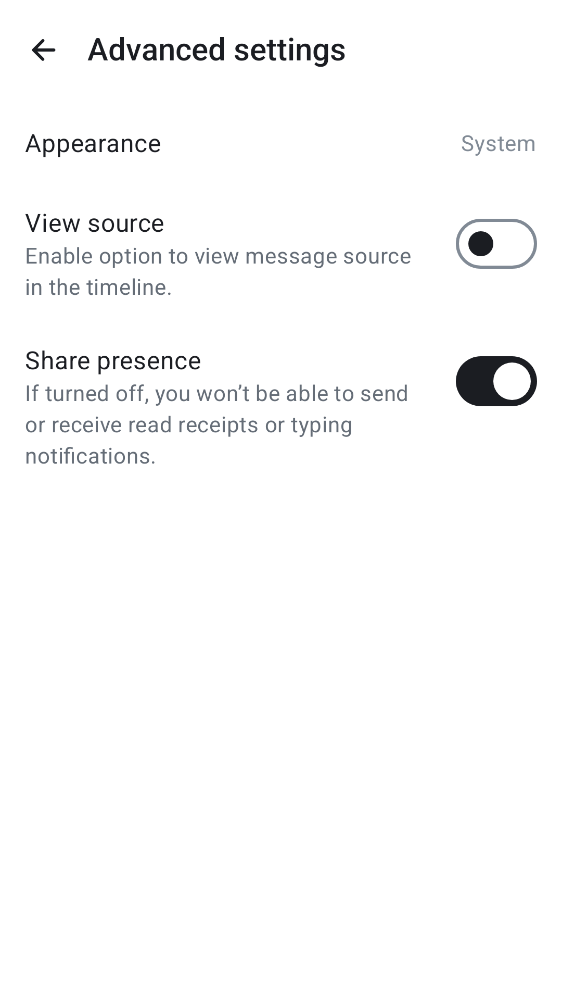 Advanced settings
Appearance System
View source
Enable option to view message source
in the timeline.
Share presence
If turned off, you won’t be able to send
or receive read receipts or typing
notifications.